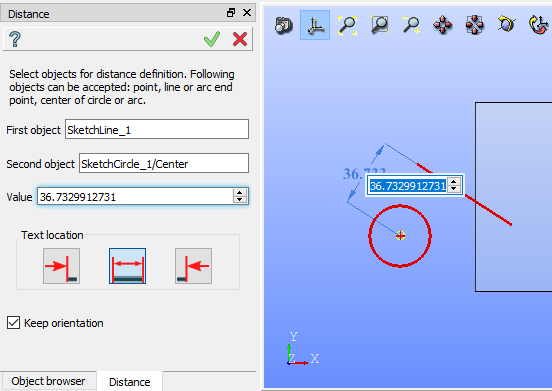 Distance
Select objects for distance definition. Following
objects can be accepted: point, line or arc end
point, center of circle or arc.
First object SketchLine_1
Second object SketchCircle_1/Center
Value 36.7329912731
Text location
Keep orientation
Object browser Distance
36.733
36.7329912731
Y
Z X